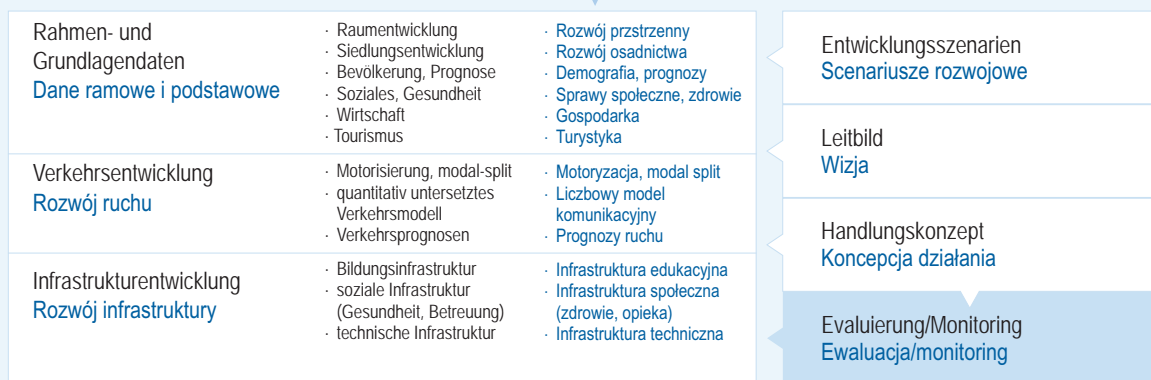 Rahmen- und
Grundlagendaten
Dane ramowe i podstawowe
· Raumentwicklung
· Siedlungsentwicklung
· Bevölkerung, Prognose
· Soziales, Gesundheit
· Wirtschaft
· Tourismus
· Rozwój przstrzenny
· Rozwój osadnictwa
· Demografia, prognozy
· Sprawy społeczne, zdrowie
· Gospodarka
· Turystyka
Verkehrsentwicklung
Rozwój ruchu
· Motorisierung, modal-split
· quantitativ untersetztes
Verkehrsmodell
· Verkehrsprognosen
· Motoryzacja, modal split
· Liczbowy model
komunikacyjny
· Prognozy ruchu
Infrastrukturentwicklung
Rozwój infrastruktury
· Bildungsinfrastruktur
· soziale Infrastruktur
(Gesundheit, Betreuung)
· technische Infrastruktur
· Infrastruktura edukacyjna
· Infrastruktura społeczna
(zdrowie, opieka)
· Infrastruktura techniczna
Entwicklungsszenarien
Scenariusze rozwojowe
Leitbild
Wizja
Handlungskonzept
Koncepcja działania
Evaluierung/Monitoring
Ewaluacja/monitoring